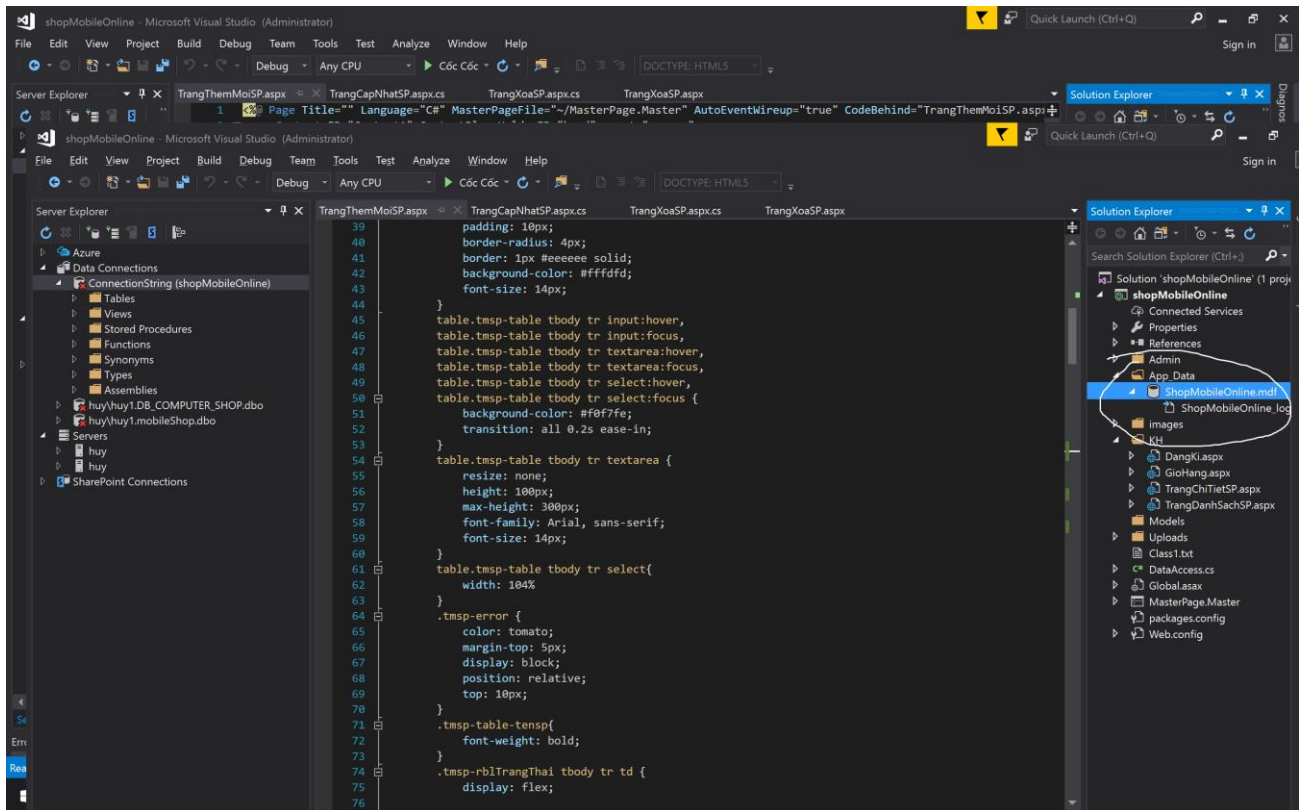 shopMobileOnline - Microsoft Visual Studio (Administrator)
Quick Launch (Ctrl+Q)
File Edit View Project Build Debug Team Tools Test Analyze Window Help
Sign in
Debug Any CPU Cốc Cốc DOCTYPE: HTML5
Server Explorer
TrangThemMoiSP.aspx TrangCapNhatSP.aspx.cs TrangXoaSP.aspx.cs TrangXoaSP.aspx
Solution Explorer
Diagnos
1 <%@ Page Title="" Language="C#" MasterPageFile="~/MasterPage.Master" AutoEventWireup="true" CodeBehind="TrangThemMoiSP.asp
shopMobileOnline - Microsoft Visual Studio (Administrator)
Quick Launch (Ctrl+Q)
File Edit View Project Build Debug Team Tools Test Analyze Window Help
Sign in
Debug Any CPU Cốc Cốc DOCTYPE: HTML5
Server Explorer
Azure
Data Connections
ConnectionString (shopMobileOnline)
Tables
Views
Stored Procedures
Functions
Synonyms
Types
Assemblies
huy\huy1.DB_COMPUTER_SHOP.dbo
huy\huy1.mobileShop.dbo
Servers
huy
huy
SharePoint Connections
TrangThemMoiSP.aspx TrangCapNhatSP.aspx.cs TrangXoaSP.aspx.cs TrangXoaSP.aspx
39 padding: 10px;
40 border-radius: 4px;
41 border: 1px #eeeeee solid;
42 background-color: #fffdfd;
43 font-size: 14px;
44 }
45 table.tmsp-table tbody tr input:hover,
46 table.tmsp-table tbody tr input:focus,
47 table.tmsp-table tbody tr textarea:hover,
48 table.tmsp-table tbody tr textarea:focus,
49 table.tmsp-table tbody tr select:hover,
50 table.tmsp-table tbody tr select:focus {
51 background-color: #f0f7fe;
52 transition: all 0.2s ease-in;
53 }
54 table.tmsp-table tbody tr textarea {
55 resize: none;
56 height: 100px;
57 max-height: 300px;
58 font-family: Arial, sans-serif;
59 font-size: 14px;
60 }
61 table.tmsp-table tbody tr select{
62 width: 104%
63 }
64 .tmsp-error {
65 color: tomato;
66 margin-top: 5px;
67 display: block;
68 position: relative;
69 top: 10px;
70 }
71 .tmsp-table-tensp{
72 font-weight: bold;
73 }
74 .tmsp-rblTrangThai tbody tr td {
75 display: flex;
76
Solution Explorer
Search Solution Explorer (Ctrl+;)
Solution 'shopMobileOnline' (1 proje
shopMobileOnline
Connected Services
Properties
References
Admin
App_Data
ShopMobileOnline.mdf
ShopMobileOnline_log
images
KH
DangKi.aspx
GioHang.aspx
TrangChiTietSP.aspx
TrangDanhSachSP.aspx
Models
Uploads
Class1.txt
DataAccess.cs
Global.asax
MasterPage.Master
packages.config
Web.config
Se
Erro
Rea